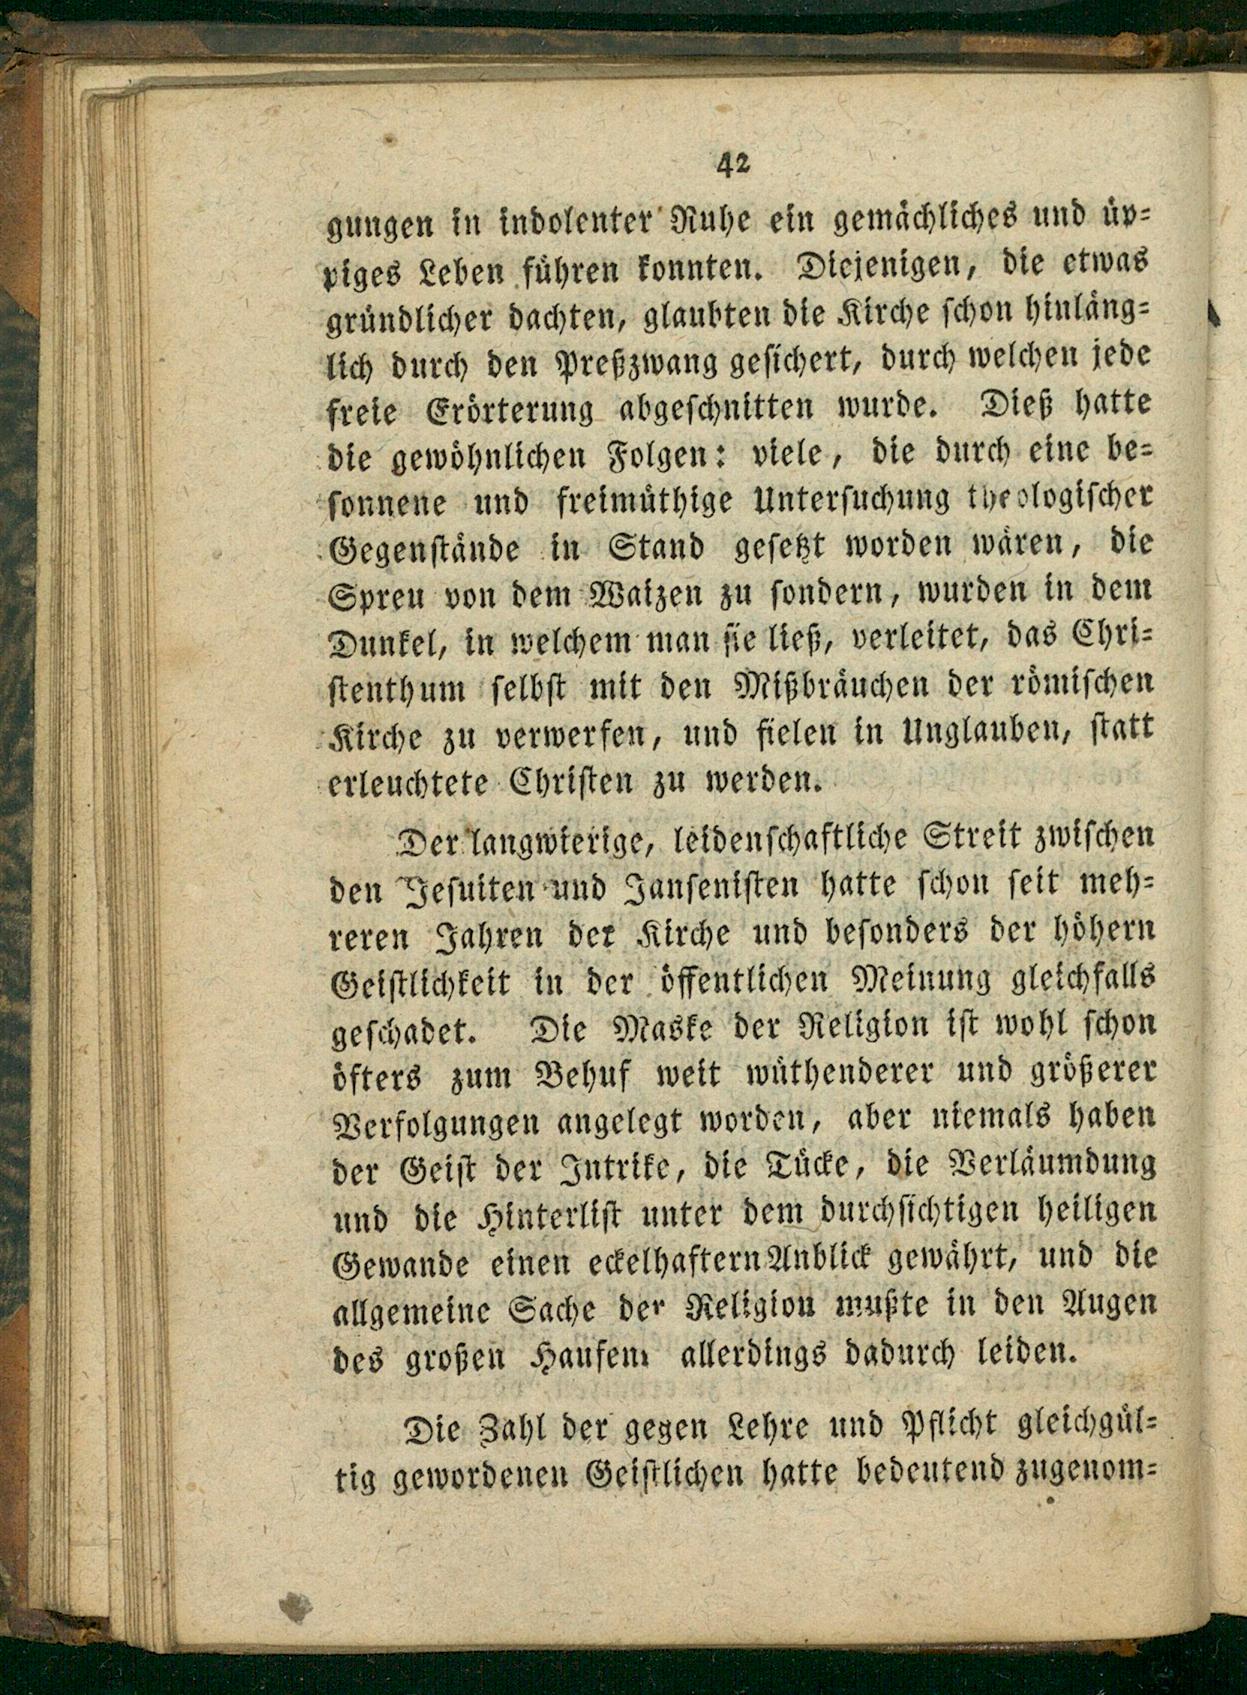 42
gungen in indolenter Ruhe ein gemächliches und üp-
piges Leben führen konnten. Diejenigen, die etwas
gründlicher dachten, glaubten die Kirche schon hinläng-
lich durch den Preßzwang gesichert, durch welchen jede
freie Erörterung abgeschnitten wurde. Dieß hatte
die gewöhnlichen Folgen: viele, die durch eine be-
sonnene und freimüthige Untersuchung theologischer
Gegenstände in Stand gesetzt worden wären, die
Spreu von dem Waizen zu sondern, wurden in dem
Dunkel, in welchem man sie ließ, verleitet, das Chri-
stenthum selbst mit den Mißbräuchen der römischen
Kirche zu verwerfen, und fielen in Unglauben, statt
erleuchtete Christen zu werden.
Der langwierige, leidenschaftliche Streit zwischen
den Jesuiten und Jansenisten hatte schon seit meh-
reren Jahren der Kirche und besonders der höhern
Geistlichkeit in der öffentlichen Meinung gleichfalls
geschadet. Die Maske der Religion ist wohl schon
öfters zum Behuf weit wüthenderer und größerer
Verfolgungen angelegt worden, aber niemals haben
der Geist der Intrike, die Tücke, die Verläumdung
und die Hinterlist unter dem durchsichtigen heiligen
Gewande einen eckelhaftern Anblick gewährt, und die
allgemeine Sache der Religion mußte in den Augen
des großen Haufens allerdings dadurch leiden.
Die Zahl der gegen Lehre und Pflicht gleichgül-
tig gewordenen Geistlichen hatte bedeutend zugenom-